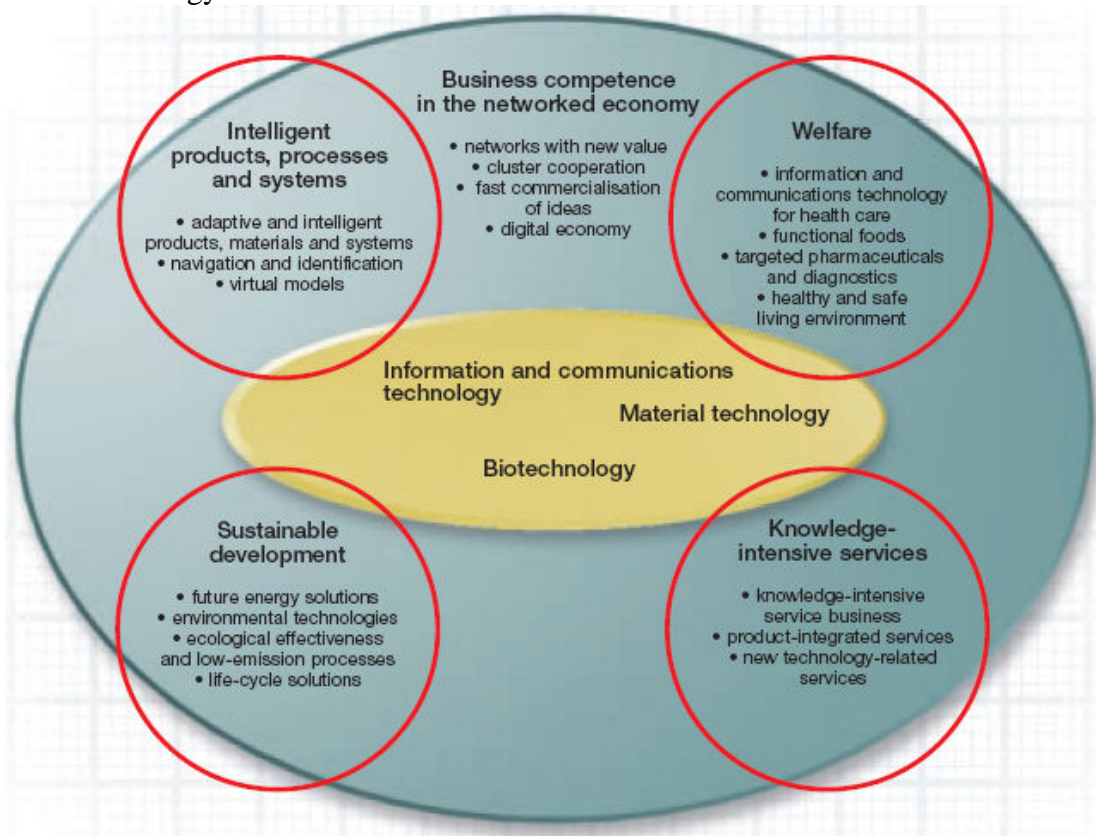 gy
Business competence
in the networked economy
• networks with new value
• cluster cooperation
• fast commercialisation
of ideas
• digital economy
Intelligent
products, processes
and systems
• adaptive and intelligent
products, materials and systems
• navigation and identification
• virtual models
Welfare
• information and
communications technology
for health care
• functional foods
• targeted pharmaceuticals
and diagnostics
• healthy and safe
living environment
Information and communications
technology
Material technology
Biotechnology
Sustainable
development
• future energy solutions
• environmental technologies
• ecological effectiveness
and low-emission processes
• life-cycle solutions
Knowledge-
intensive services
• knowledge-intensive
service business
• product-integrated services
• new technology-related
services